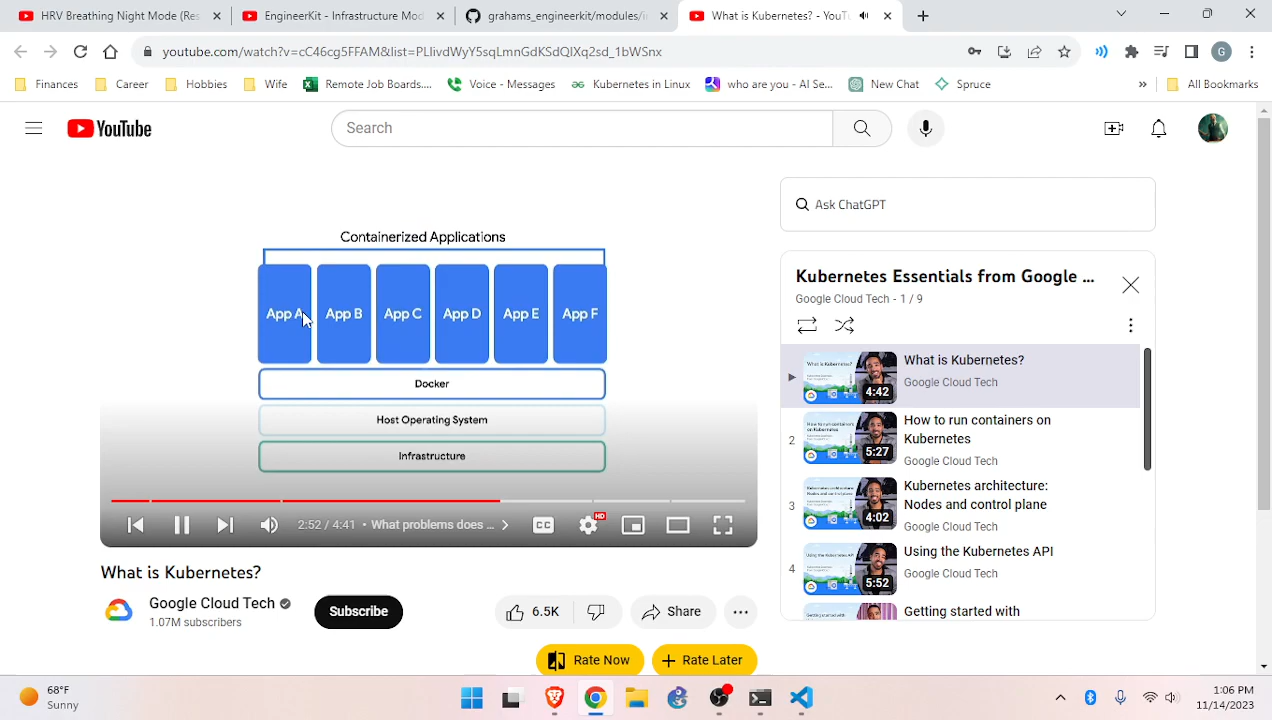 HRV Breathing Night Mode (Res
EngineerKit - Infrastructure Mod
grahams_engineerkit/modules/in
What is Kubernetes? - YouTu
youtube.com/watch?v=cC46cg5FFAM&list=PLIivdWyY5sqLmnGdKSdQIXq2sd_1bWSnx
G
Finances
Career
Hobbies
Wife
Remote Job Boards....
Voice - Messages
Kubernetes in Linux
who are you - AI Se...
New Chat
Spruce
»
All Bookmarks
YouTube
Search
Ask ChatGPT
Containerized Applications
App A
App B
App C
App D
App E
App F
Docker
Host Operating System
Infrastructure
2:52 / 4:41 • What problems does ...
CC
HD
Kubernetes Essentials from Google ...
Google Cloud Tech - 1 / 9
What is Kubernetes?
Google Cloud Tech
4:42
2
How to run containers on
Kubernetes
Google Cloud Tech
5:27
3
Kubernetes architecture:
Nodes and control plane
Google Cloud Tech
4:02
4
Using the Kubernetes API
Google Cloud Tech
5:52
Getting started with
What is Kubernetes?
Google Cloud Tech
1.07M subscribers
Subscribe
6.5K
Share
Rate Now
Rate Later
68°F
Sunny
1:06 PM
11/14/2023